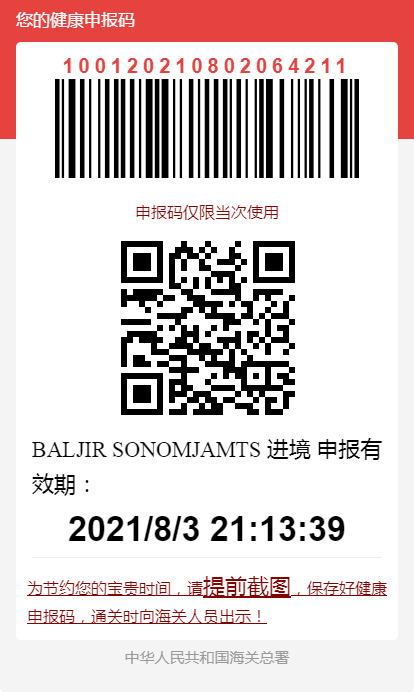 您的健康申报码
100120210802064211
申报码仅限当次使用
BALJIR SONOMJAMTS 进境 申报有
效期：
2021/8/3 21:13:39
为节约您的宝贵时间，请提前截图，保存好健康
申报码，通关时向海关人员出示！
中华人民共和国海关总署